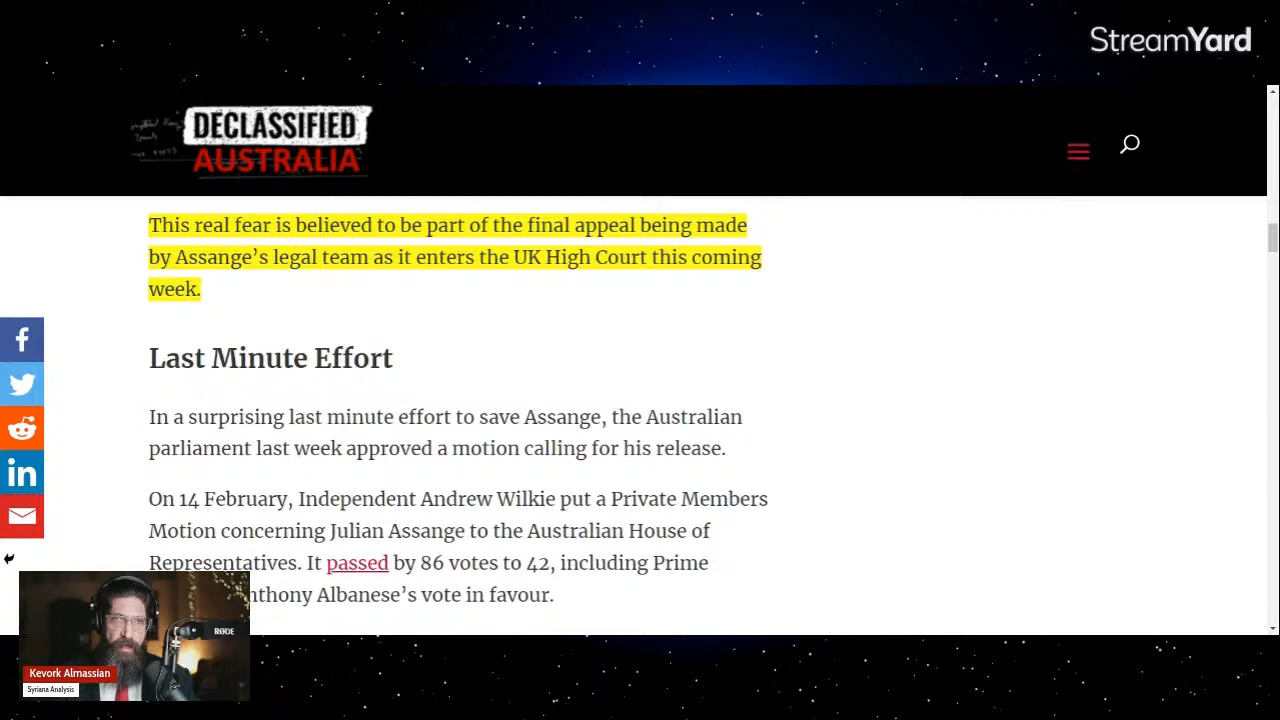 StreamYard
DECLASSIFIED
AUSTRALIA
This real fear is believed to be part of the final appeal being made
by Assange’s legal team as it enters the UK High Court this coming
week.
Last Minute Effort
In a surprising last minute effort to save Assange, the Australian
parliament last week approved a motion calling for his release.
On 14 February, Independent Andrew Wilkie put a Private Members
Motion concerning Julian Assange to the Australian House of
Representatives. It passed by 86 votes to 42, including Prime
nthony Albanese’s vote in favour.
RØDE
Kevork Almassian
Syriana Analysis